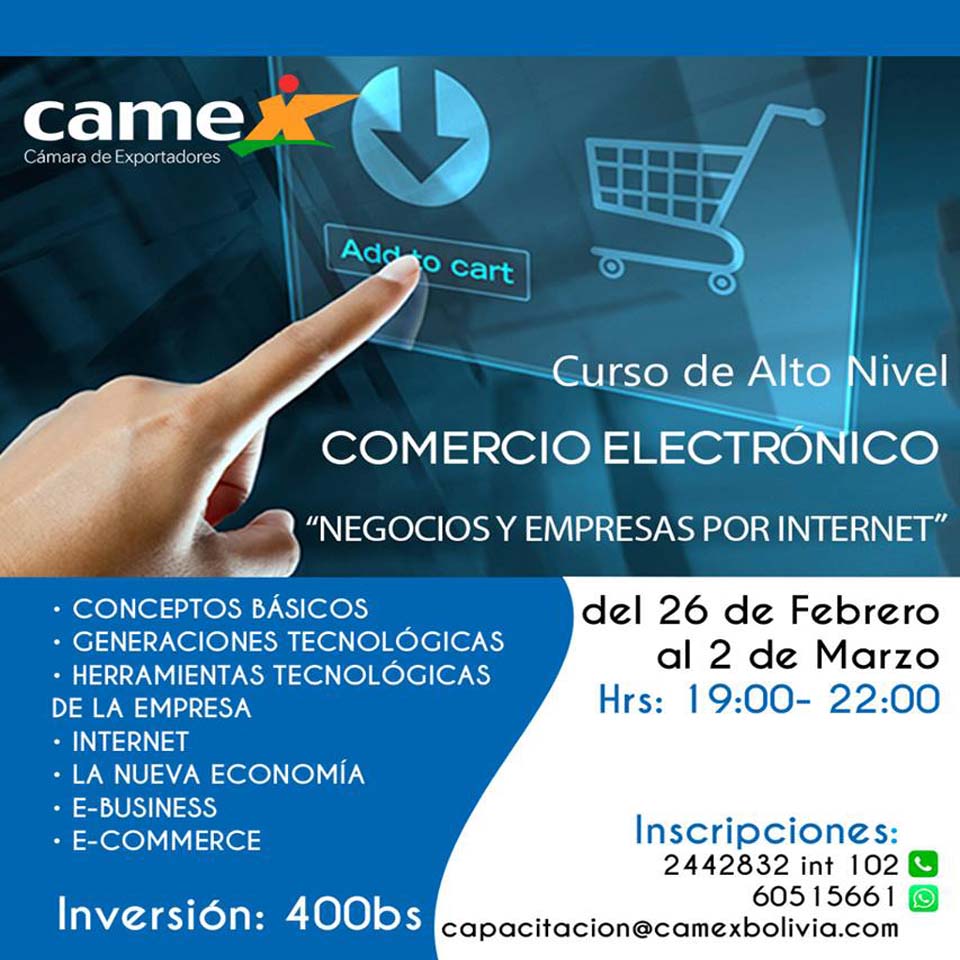 camex
Cámara de Exportadores
Add to cart
Curso de Alto Nivel
COMERCIO ELECTRÓNICO
“NEGOCIOS Y EMPRESAS POR INTERNET”
• CONCEPTOS BÁSICOS
• GENERACIONES TECNOLÓGICAS
• HERRAMIENTAS TECNOLÓGICAS
DE LA EMPRESA
• INTERNET
• LA NUEVA ECONOMÍA
• E-BUSINESS
• E-COMMERCE
Inversión: 400bs
del 26 de Febrero
al 2 de Marzo
Hrs: 19:00- 22:00
Inscripciones:
2442832 int 102
60515661
capacitacion@camexbolivia.com